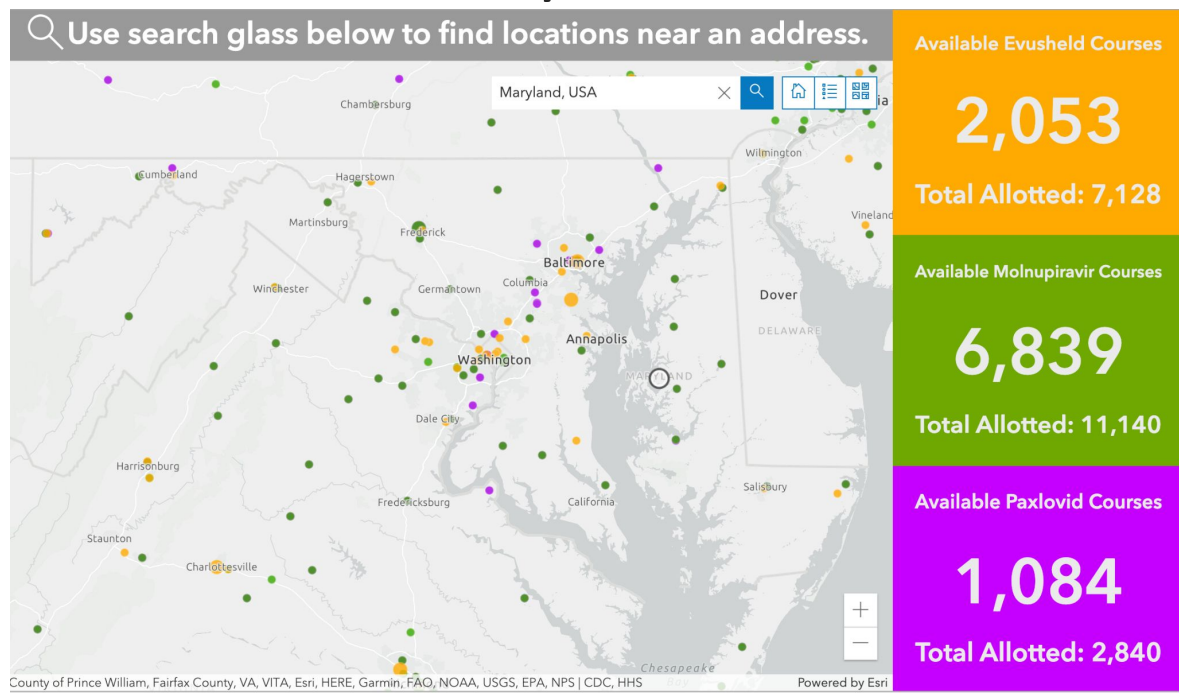 Use search glass below to find locations near an address.
Maryland, USA
Chambersburg
Wilmington
Cumberland
Hagerstown
Martinsburg
Vineland
Frederick
Baltimore
Winchester
Germantown
Columbia
Dover
DELAWARE
Annapolis
Washington
MARYLAND
Dale City
Harrisonburg
Salisbury
Fredericksburg
California
Staunton
Charlottesville
Chesapeake
Bay
County of Prince William, Fairfax County, VA, VITA, Esri, HERE, Garmin, FAO, NOAA, USGS, EPA, NPS | CDC, HHS
Powered by Esri
Available Evusheld Courses
2,053
Total Allotted: 7,128
Available Molnupiravir Courses
6,839
Total Allotted: 11,140
Available Paxlovid Courses
1,084
Total Allotted: 2,840